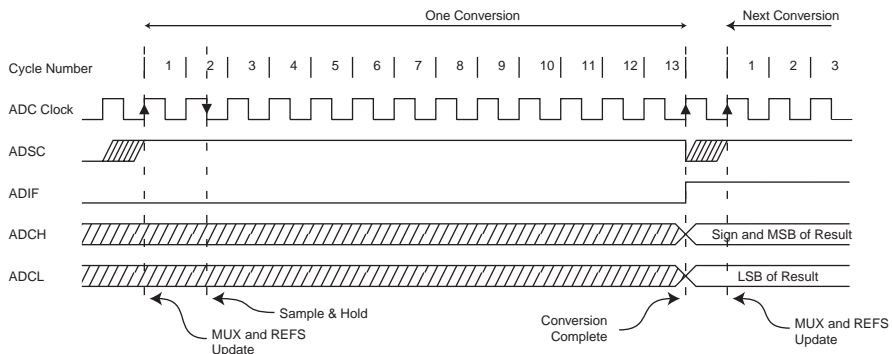 One Conversion Next Conversion
Cycle Number 1 2 3 4 5 6 7 8 9 10 11 12 13 1 2 3
ADC Clock
ADSC
ADIF
ADCH Sign and MSB of Result
ADCL LSB of Result
Sample & Hold
MUX and REFS
Update
Conversion
Complete
MUX and REFS
Update